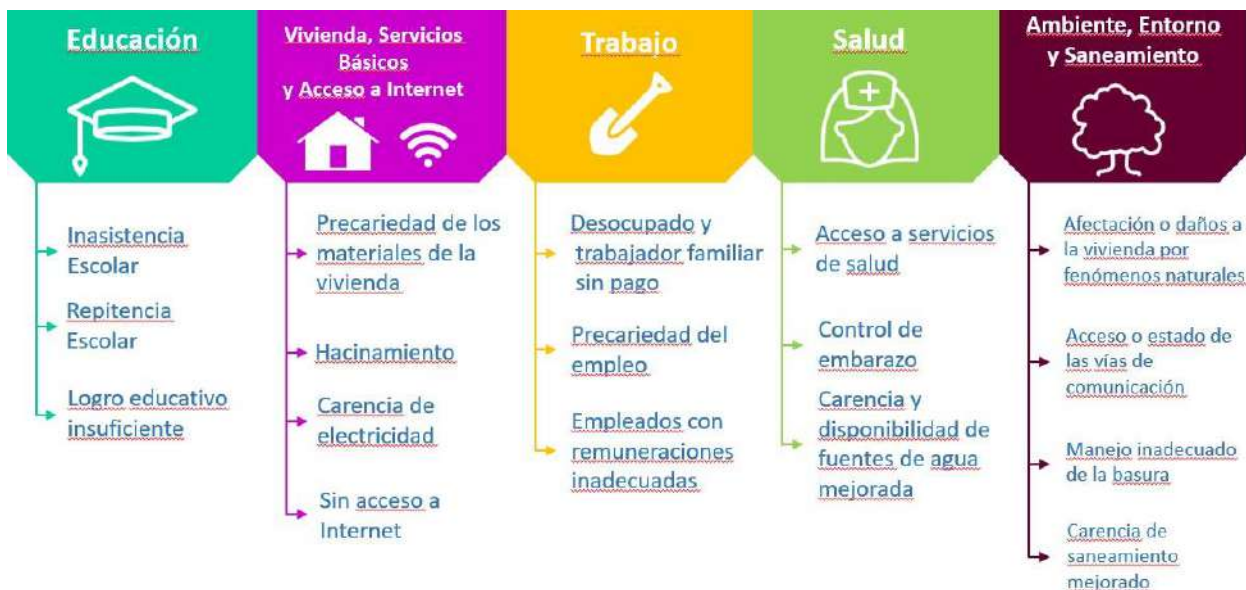 Educación
Inasistencia
Escolar
Repitencia
Escolar
Logro educativo
insuficiente
Vivienda, Servicios
Básicos
y Acceso a Internet
Precariedad de los
materiales de la
vivienda
Hacinamiento
Carencia de
electricidad
Sin acceso a
Internet
Trabajo
Desocupado y
trabajador familiar
sin pago
Precariedad del
empleo
Empleados con
remuneraciones
inadecuadas
Salud
Acceso a servicios
de salud
Control de
embarazo
Carencia y
disponibilidad de
fuentes de agua
mejorada
Ambiente, Entorno
y Saneamiento
Afectación o daños a
la vivienda por
fenómenos naturales
Acceso o estado de
las vías de
comunicación
Manejo inadecuado
de la basura
Carencia de
saneamiento
mejorado